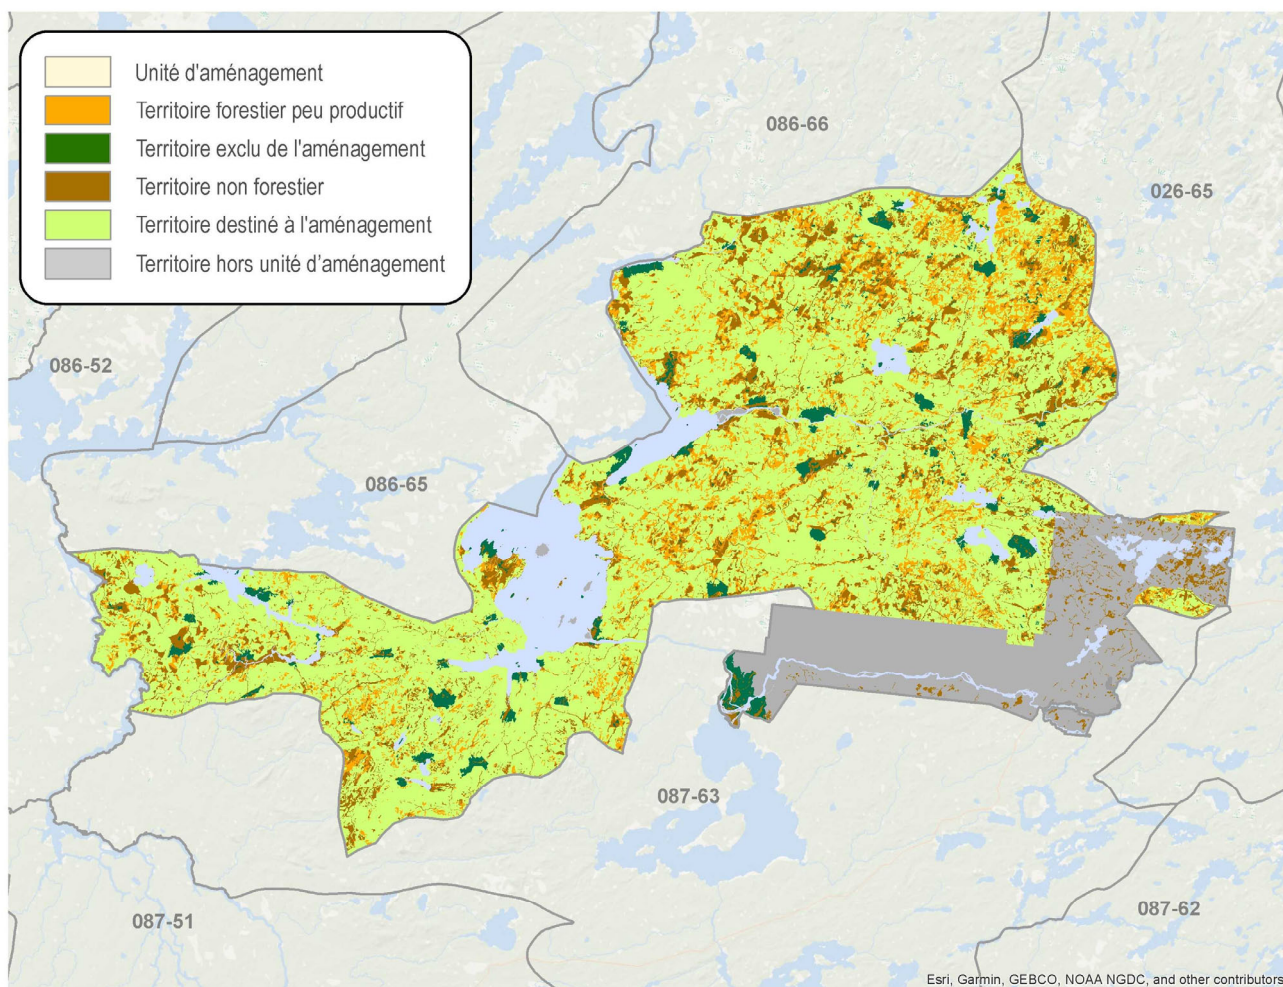 Unité d'aménagement
Territoire forestier peu productif
Territoire exclu de l'aménagement
Territoire non forestier
Territoire destiné à l'aménagement
Territoire hors unité d'aménagement
086-66
026-65
086-52
086-65
087-63
087-51
087-62
Esri, Garmin, GEBCO, NOAA NGDC, and other contributors